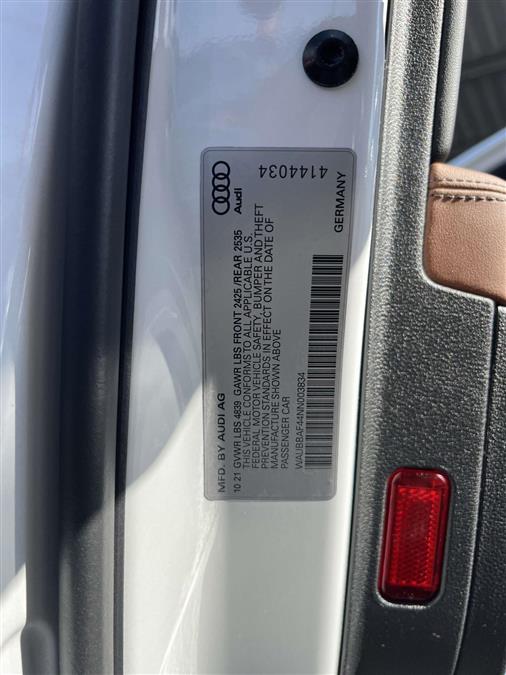 MFD. BY AUDI AG
Audi
10 21 GVWR LBS 4839 GAWR LBS FRONT 2425 /REAR 2535
THIS VEHICLE CONFORMS TO ALL APPLICABLE U.S.
FEDERAL MOTOR VEHICLE SAFETY, BUMPER AND THEFT
PREVENTION STANDARDS IN EFFECT ON THE DATE OF
MANUFACTURE SHOWN ABOVE
PASSENGER CAR
WAUBBAF44NN003834
GERMANY
4144034